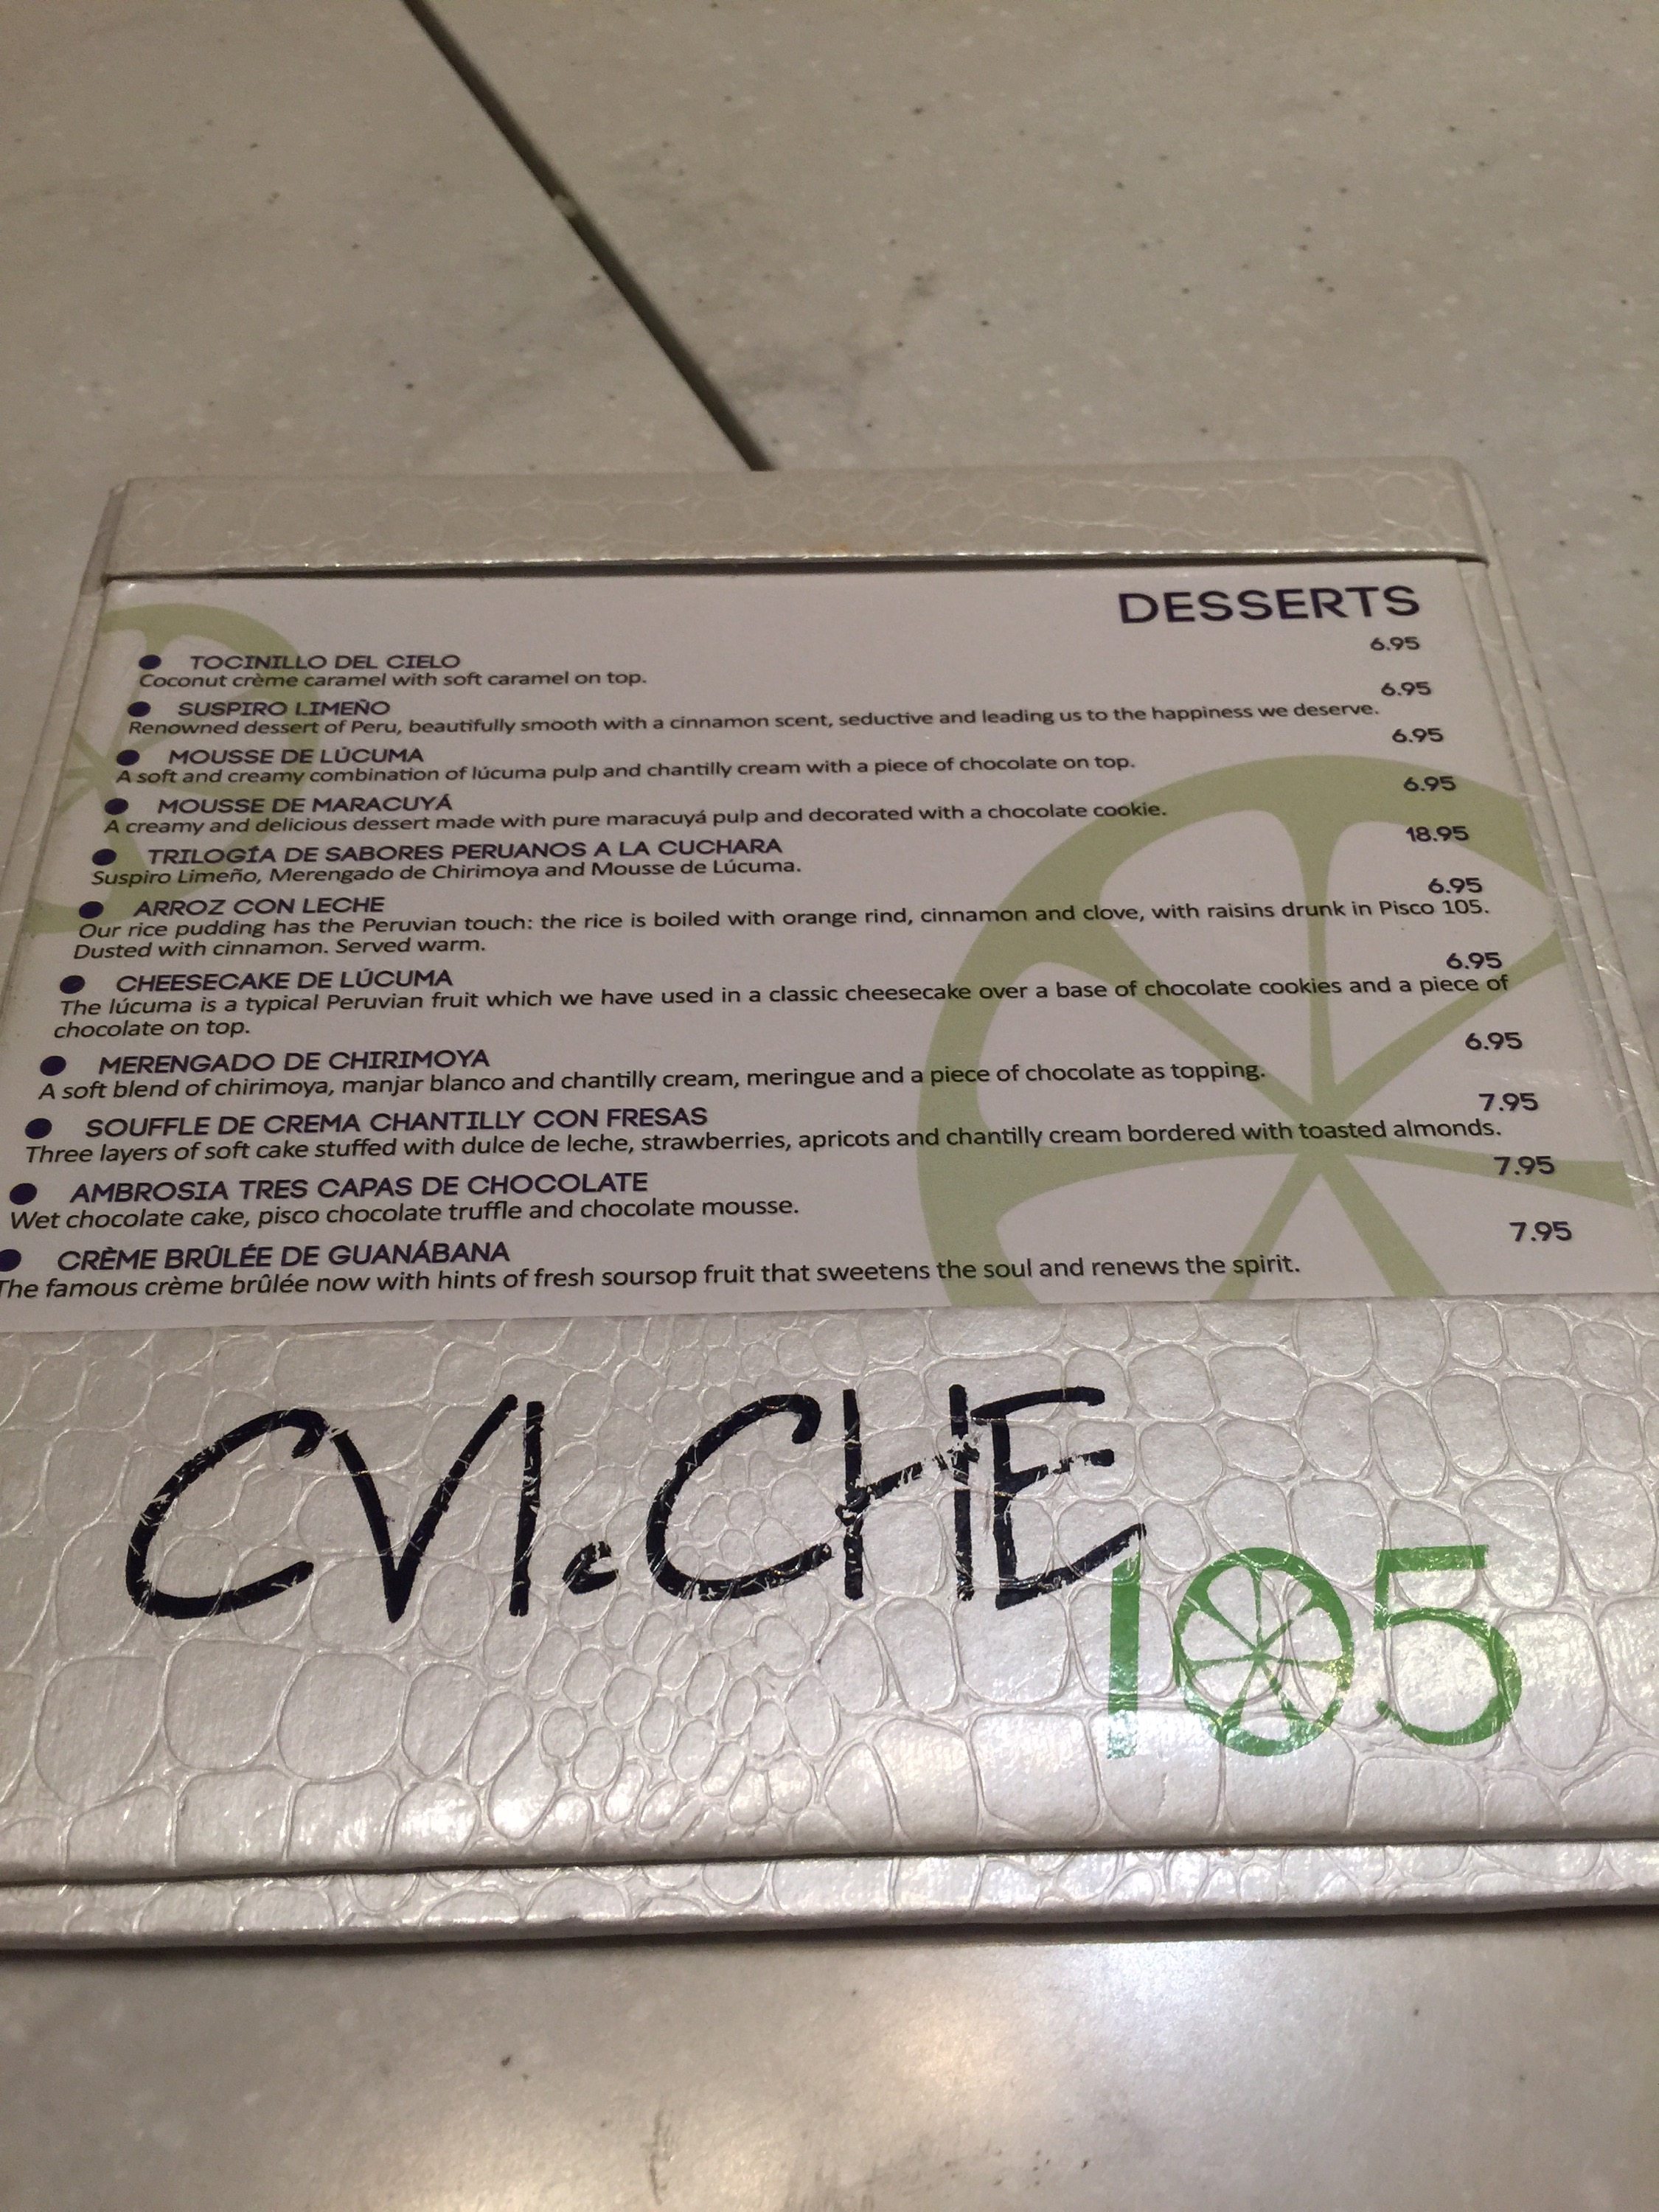 DESSERTS
● TOCINILLO DEL CIELO 6.95
Coconut crème caramel with soft caramel on top.
● SUSPIRO LIMEÑO 6.95
Renowned dessert of Peru, beautifully smooth with a cinnamon scent, seductive and leading us to the happiness we deserve.
● MOUSSE DE LÚCUMA 6.95
A soft and creamy combination of lúcuma pulp and chantilly cream with a piece of chocolate on top.
● MOUSSE DE MARACUYÁ 6.95
A creamy and delicious dessert made with pure maracuyá pulp and decorated with a chocolate cookie.
● TRILOGÍA DE SABORES PERUANOS A LA CUCHARA 18.95
Suspiro Limeño, Merengado de Chirimoya and Mousse de Lúcuma.
● ARROZ CON LECHE 6.95
Our rice pudding has the Peruvian touch: the rice is boiled with orange rind, cinnamon and clove, with raisins drunk in Pisco 105.
Dusted with cinnamon. Served warm.
● CHEESECAKE DE LÚCUMA 6.95
The lúcuma is a typical Peruvian fruit which we have used in a classic cheesecake over a base of chocolate cookies and a piece of
chocolate on top.
● MERENGADO DE CHIRIMOYA 6.95
A soft blend of chirimoya, manjar blanco and chantilly cream, meringue and a piece of chocolate as topping.
● SOUFFLE DE CREMA CHANTILLY CON FRESAS 7.95
Three layers of soft cake stuffed with dulce de leche, strawberries, apricots and chantilly cream bordered with toasted almonds.
● AMBROSIA TRES CAPAS DE CHOCOLATE 7.95
Wet chocolate cake, pisco chocolate truffle and chocolate mousse.
● CRÈME BRÛLÉE DE GUANÁBANA 7.95
The famous crème brûlée now with hints of fresh soursop fruit that sweetens the soul and renews the spirit.
CVI.CHE
105